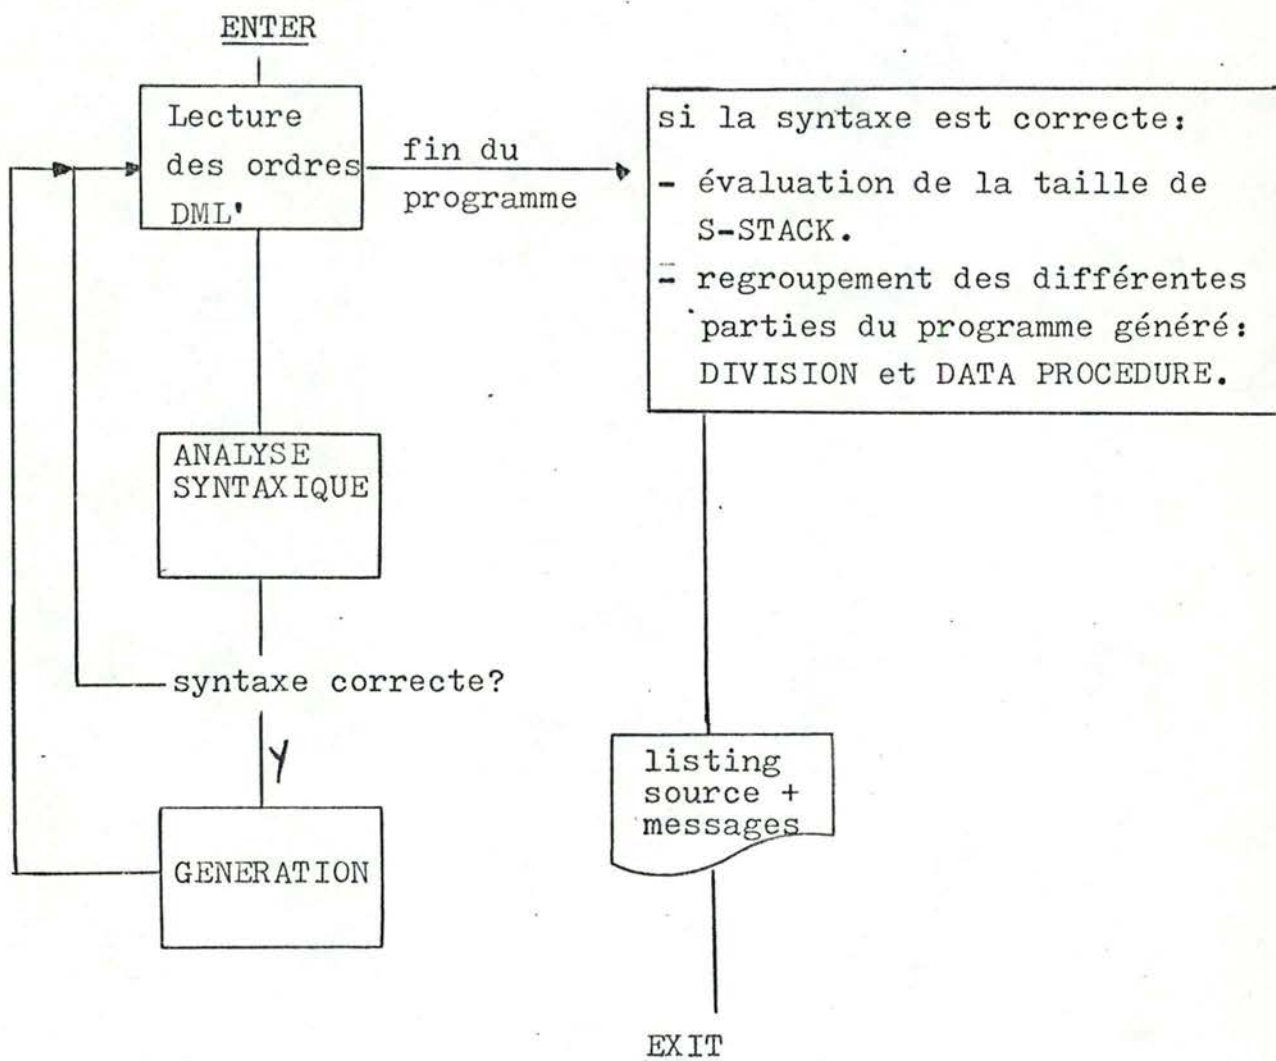 ENTER
Lecture
des ordres
DML'
fin du
programme
si la syntaxe est correcte:
- évaluation de la taille de
S-STACK.
- regroupement des différentes
parties du programme généré:
DIVISION et DATA PROCEDURE.
ANALYSE
SYNTAXIQUE
syntaxe correcte?
Y
GENERATION
listing
source +
messages
EXIT